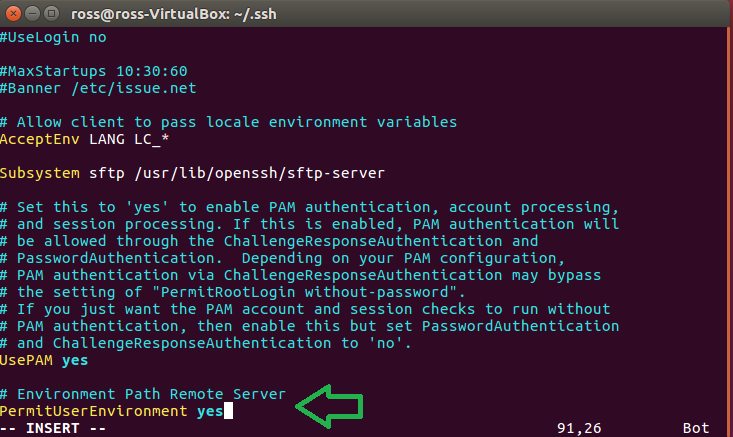 ross@ross-VirtualBox: ~/.ssh
#UseLogin no
#MaxStartups 10:30:60
#Banner /etc/issue.net
# Allow client to pass locale environment variables
AcceptEnv LANG LC_*
Subsystem sftp /usr/lib/openssh/sftp-server
# Set this to 'yes' to enable PAM authentication, account processing,
# and session processing. If this is enabled, PAM authentication will
# be allowed through the ChallengeResponseAuthentication and
# PasswordAuthentication.  Depending on your PAM configuration,
# PAM authentication via ChallengeResponseAuthentication may bypass
# the setting of "PermitRootLogin without-password".
# If you just want the PAM account and session checks to run without
# PAM authentication, then enable this but set PasswordAuthentication
# and ChallengeResponseAuthentication to 'no'.
UsePAM yes
# Environment Path Remote Server
PermitUserEnvironment yes
-- INSERT -- 91,26 Bot